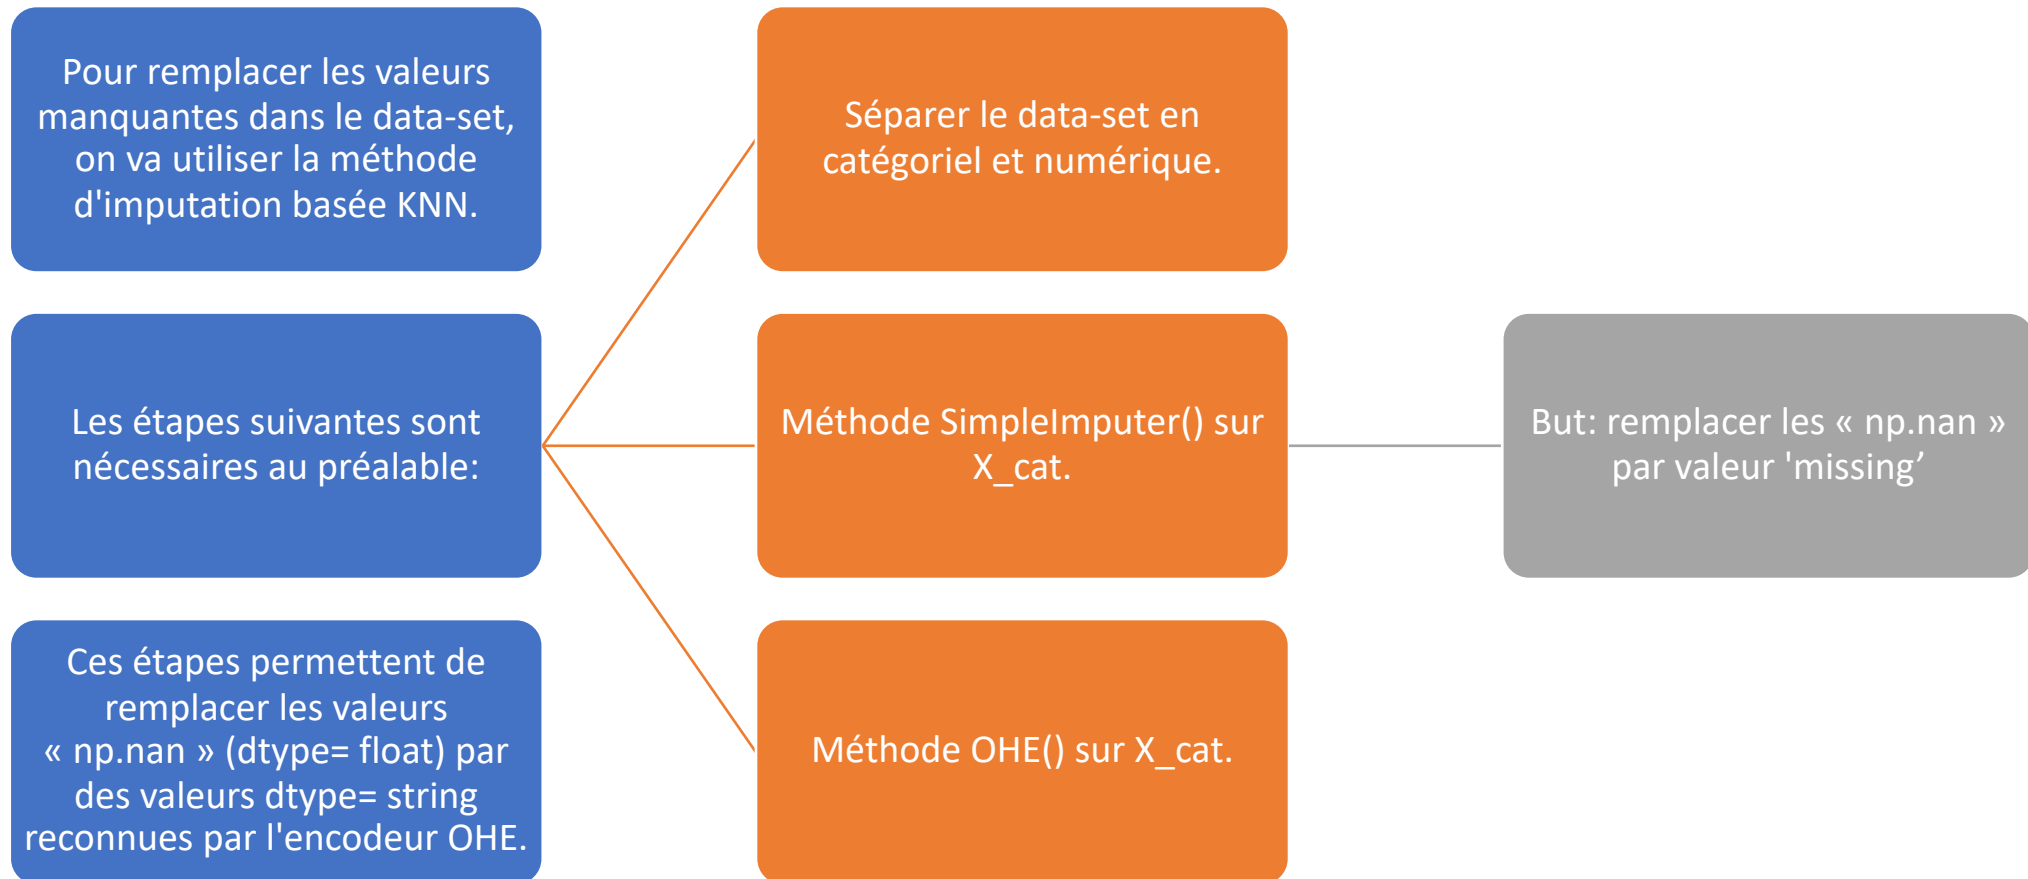 Pour remplacer les valeurs
manquantes dans le data-set,
on va utiliser la méthode
d'imputation basée KNN.
Les étapes suivantes sont
nécessaires au préalable:
Ces étapes permettent de
remplacer les valeurs
« np.nan » (dtype= float) par
des valeurs dtype= string
reconnues par l'encodeur OHE.
Séparer le data-set en
catégoriel et numérique.
Méthode SimpleImputer() sur
X_cat.
Méthode OHE() sur X_cat.
But: remplacer les « np.nan »
par valeur 'missing’